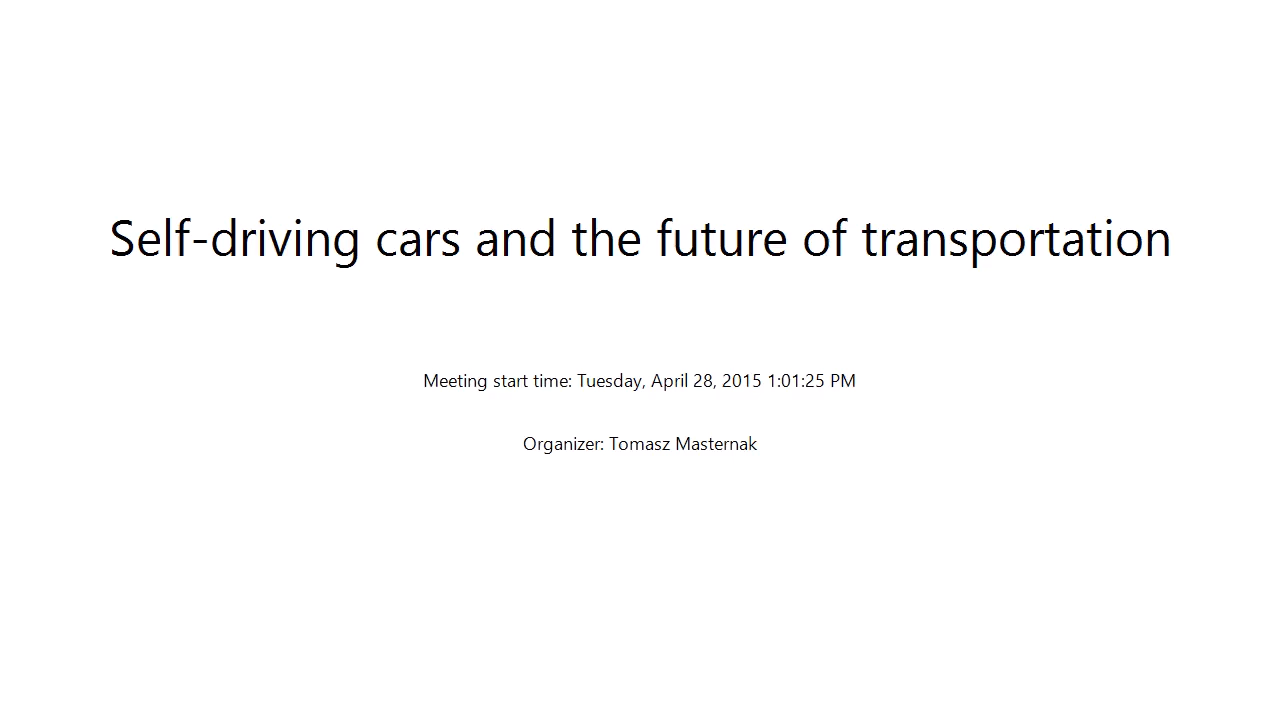 Self-driving cars and the future of transportation
Meeting start time: Tuesday, April 28, 2015 1:01:25 PM
Organizer: Tomasz Masternak